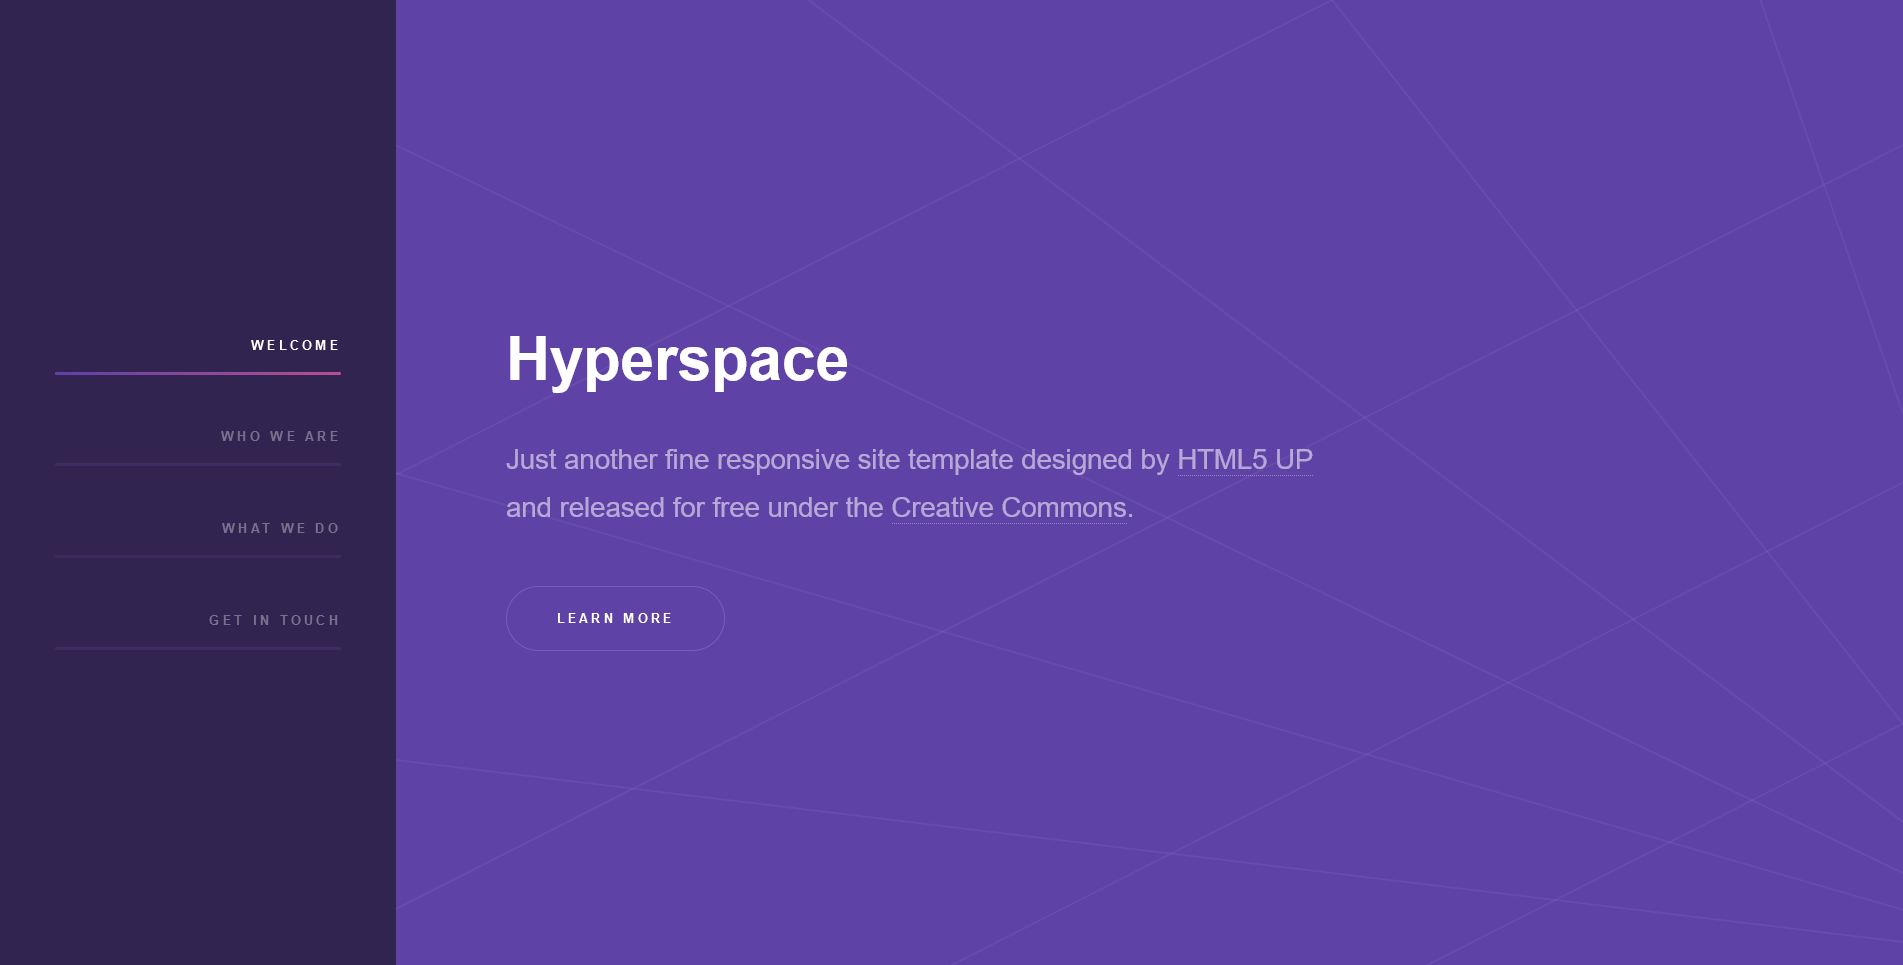 WELCOME
WHO WE ARE
WHAT WE DO
GET IN TOUCH
Hyperspace
Just another fine responsive site template designed by HTML5 UP
and released for free under the Creative Commons.
LEARN MORE